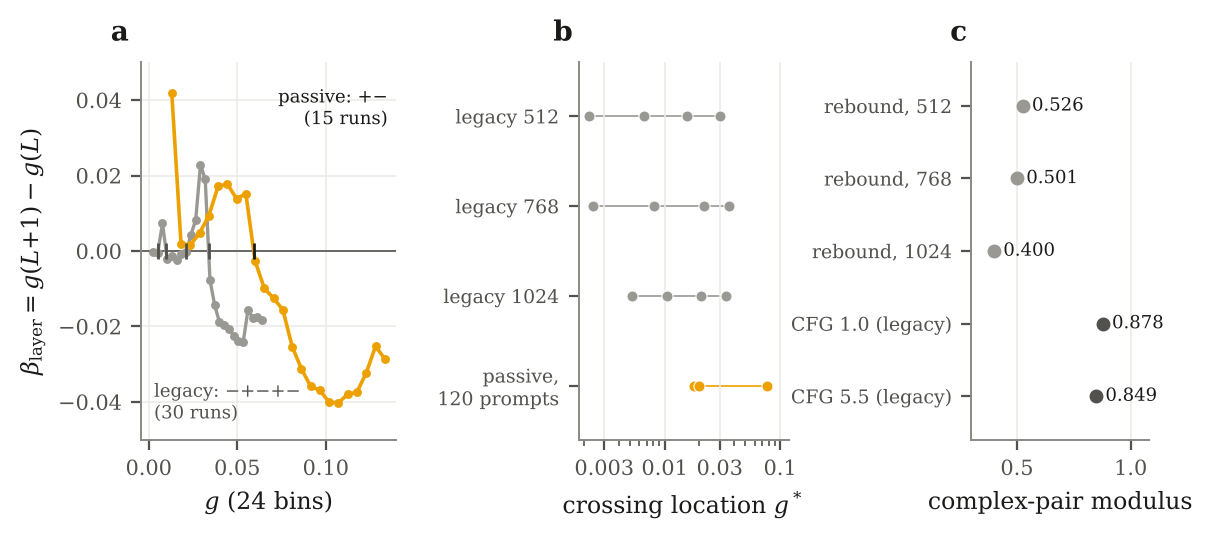 a
β_layer = g(L+1) − g(L)
0.04
0.02
0.00
−0.02
−0.04
passive: +−
(15 runs)
legacy: −+−+−
(30 runs)
0.00 0.05 0.10
g (24 bins)
b
legacy 512
legacy 768
legacy 1024
passive,
120 prompts
0.003 0.01 0.03 0.1
crossing location g*
c
rebound, 512
0.526
rebound, 768
0.501
rebound, 1024
0.400
CFG 1.0 (legacy)
0.878
CFG 5.5 (legacy)
0.849
0.5 1.0
complex-pair modulus